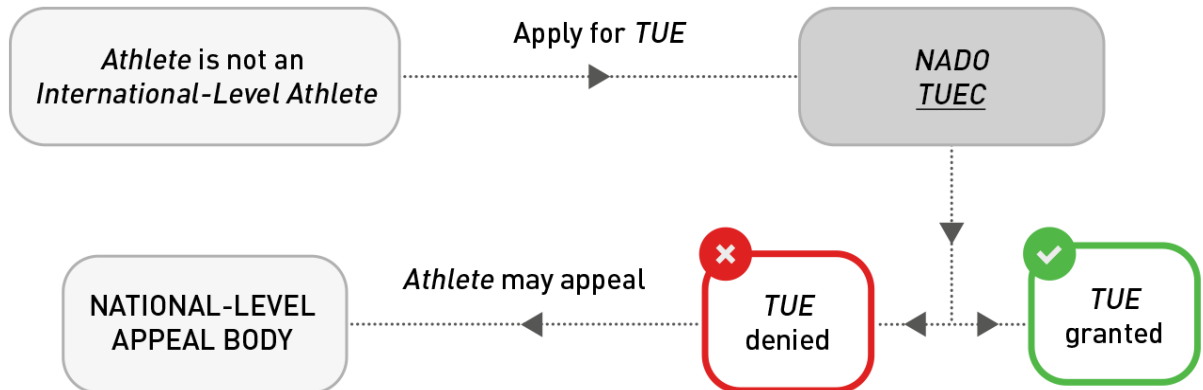 Athlete is not an
International-Level Athlete
Apply for TUE
NADO
TUEC
NATIONAL-LEVEL
APPEAL BODY
Athlete may appeal
TUE
denied
TUE
granted